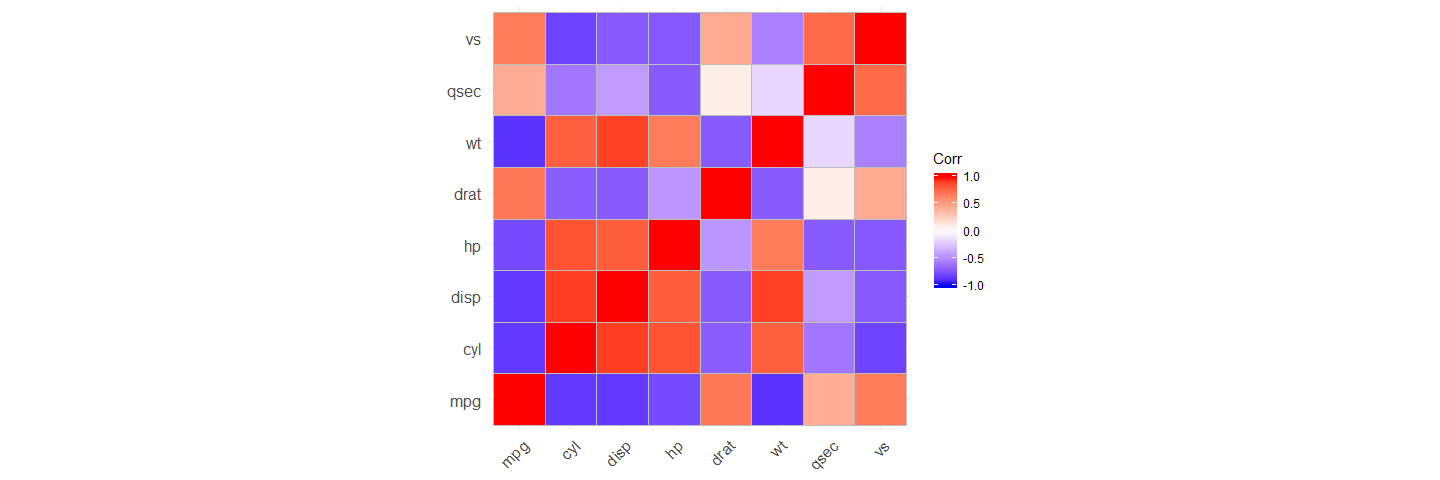 vs
qsec
wt
drat
hp
disp
cyl
mpg
mpg cyl disp hp drat wt qsec vs
Corr
1.0
0.5
0.0
-0.5
-1.0